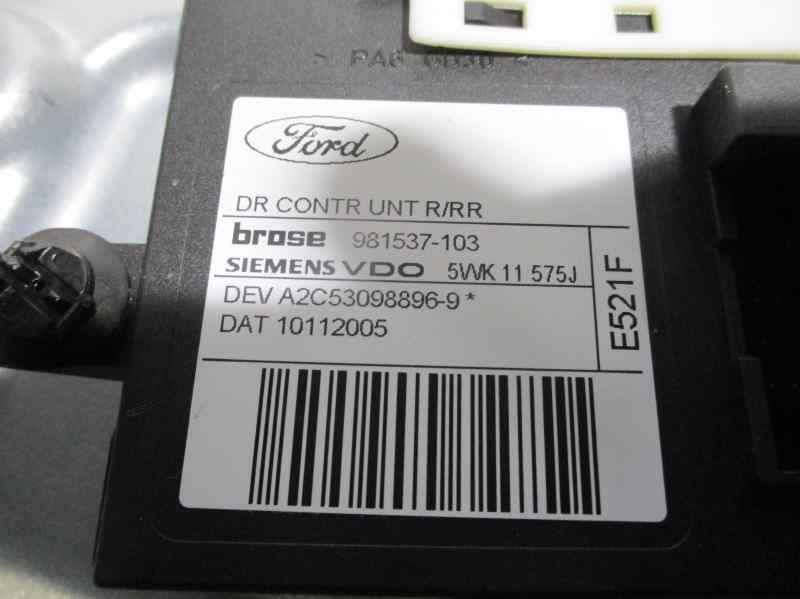 Ford
DR CONTR UNT R/RR
brose 981537-103
SIEMENS VDO 5WK 11 575J
DEV A2C53098896-9 *
DAT 10112005
E521F